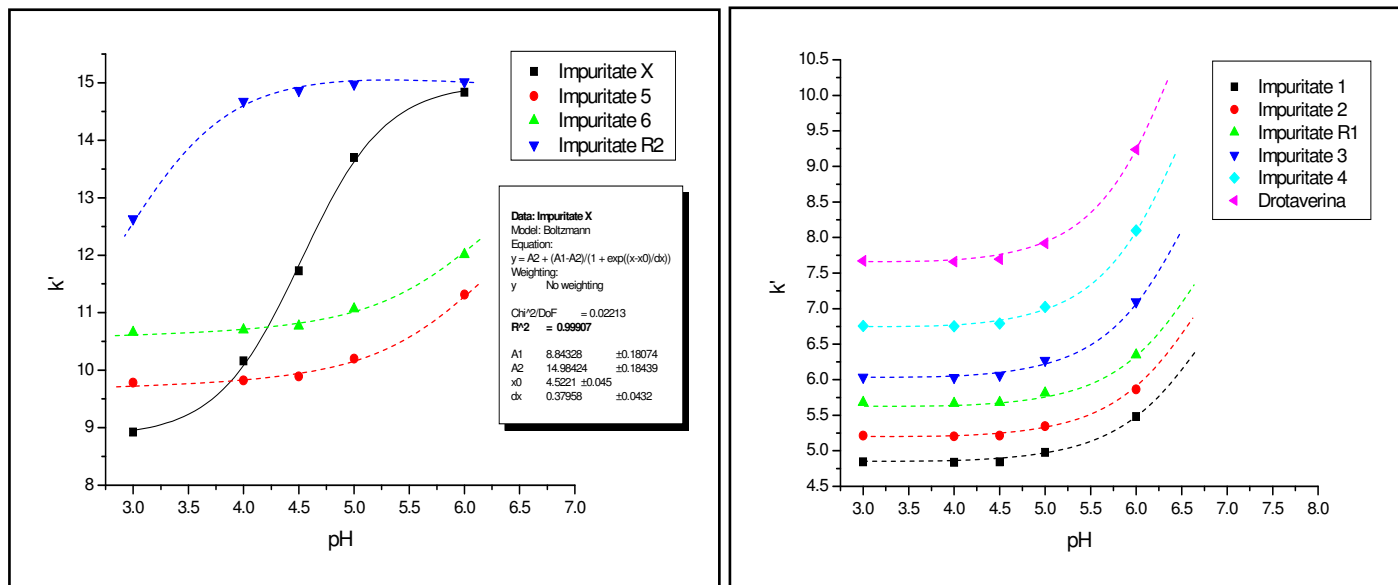 Impuritate X
Impuritate 5
Impuritate 6
Impuritate R2
Data: Impuritate X
Model: Boltzmann
Equation:
y = A2 + (A1-A2)/(1 + exp((x-x0)/dx))
Weighting:
y No weighting
Chi^2/DoF = 0.02213
R^2 = 0.99907
A1 8.84328 ±0.18074
A2 14.98424 ±0.18439
x0 4.5221 ±0.045
dx 0.37958 ±0.0432
k'
15
14
13
12
11
10
9
8
3.0 3.5 4.0 4.5 5.0 5.5 6.0 6.5 7.0
pH
Impuritate 1
Impuritate 2
Impuritate R1
Impuritate 3
Impuritate 4
Drotaverina
k'
10.5
10.0
9.5
9.0
8.5
8.0
7.5
7.0
6.5
6.0
5.5
5.0
4.5
3.0 3.5 4.0 4.5 5.0 5.5 6.0 6.5 7.0 7.5 8.0
pH